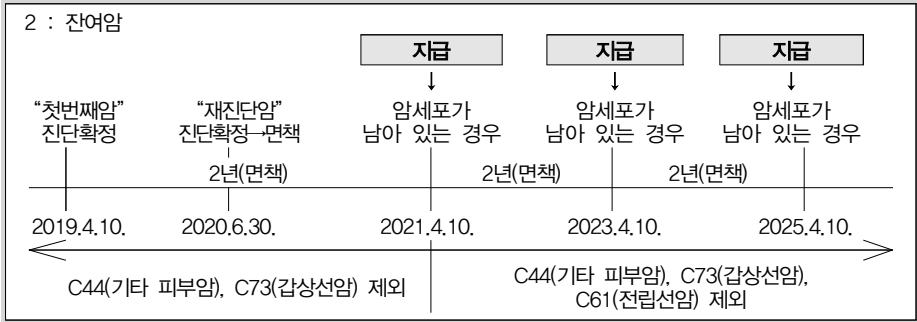 2 : 잔여암
지급 지급 지급
↓ ↓ ↓
“첫번째암” “재진단암” 암세포가 암세포가 암세포가
진단확정 진단확정→면책 남아 있는 경우 남아 있는 경우 남아 있는 경우
2년(면책) 2년(면책) 2년(면책)
2019.4.10. 2020.6.30. 2021.4.10. 2023.4.10. 2025.4.10.
C44(기타 피부암), C73(갑상선암) 제외
C44(기타 피부암), C73(갑상선암),
C61(전립선암) 제외